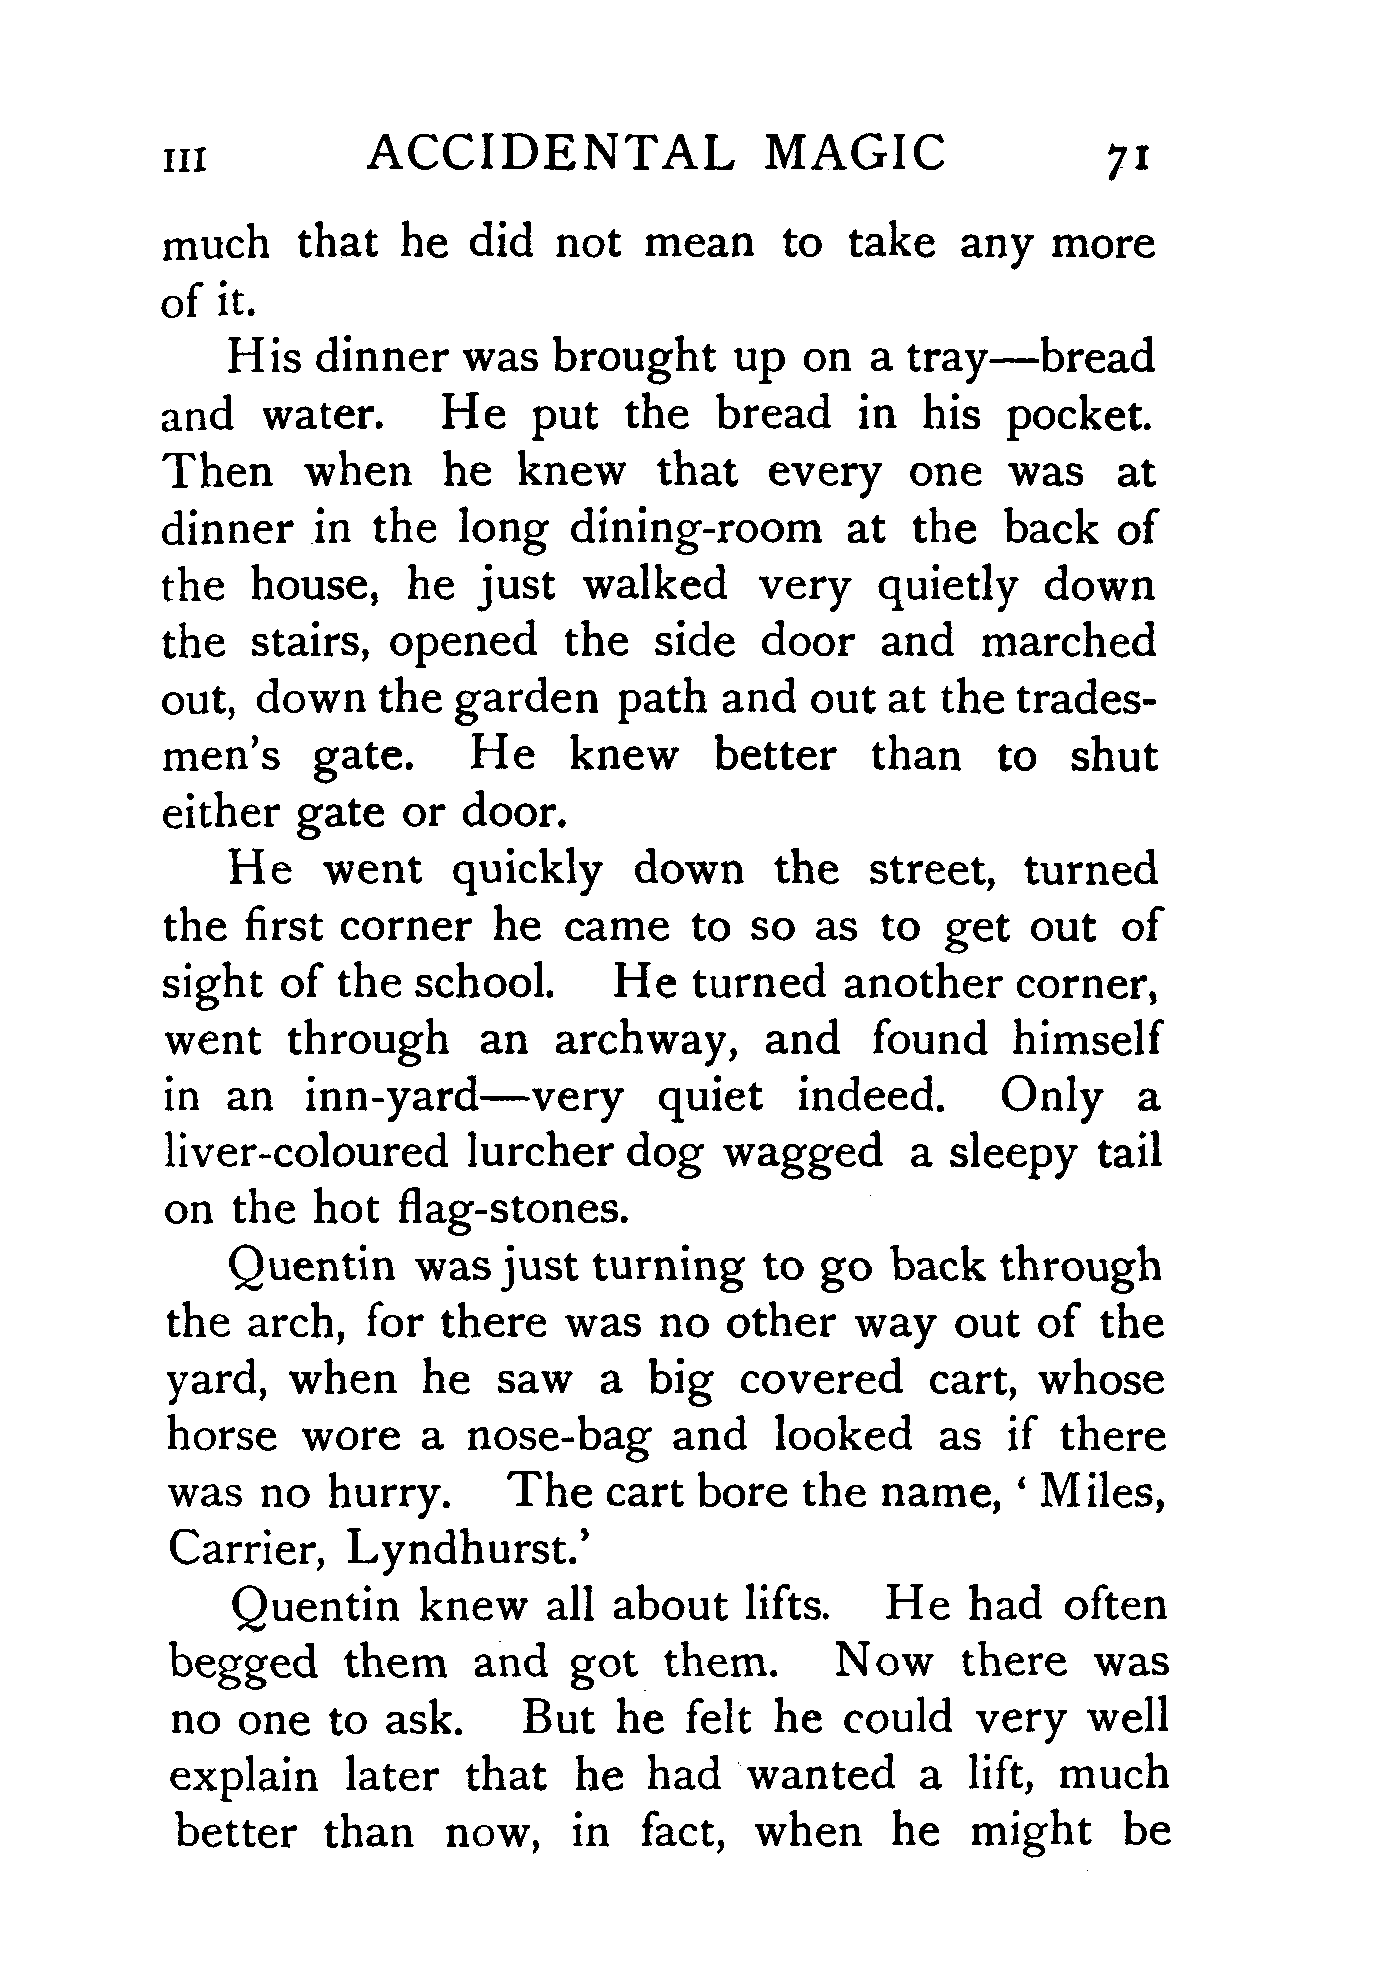 III ACCIDENTAL MAGIC 71
much that he did not mean to take any more
of it.
His dinner was brought up on a tray—bread
and water. He put the bread in his pocket.
Then when he knew that every one was at
dinner in the long dining-room at the back of
the house, he just walked very quietly down
the stairs, opened the side door and marched
out, down the garden path and out at the trades-
men's gate. He knew better than to shut
either gate or door.
He went quickly down the street, turned
the first corner he came to so as to get out of
sight of the school. He turned another corner,
went through an archway, and found himself
in an inn-yard—very quiet indeed. Only a
liver-coloured lurcher dog wagged a sleepy tail
on the hot flag-stones.
Quentin was just turning to go back through
the arch, for there was no other way out of the
yard, when he saw a big covered cart, whose
horse wore a nose-bag and looked as if there
was no hurry. The cart bore the name, ‘Miles,
Carrier, Lyndhurst.’
Quentin knew all about lifts. He had often
begged them and got them. Now there was
no one to ask. But he felt he could very well
explain later that he had wanted a lift, much
better than now, in fact, when he might be